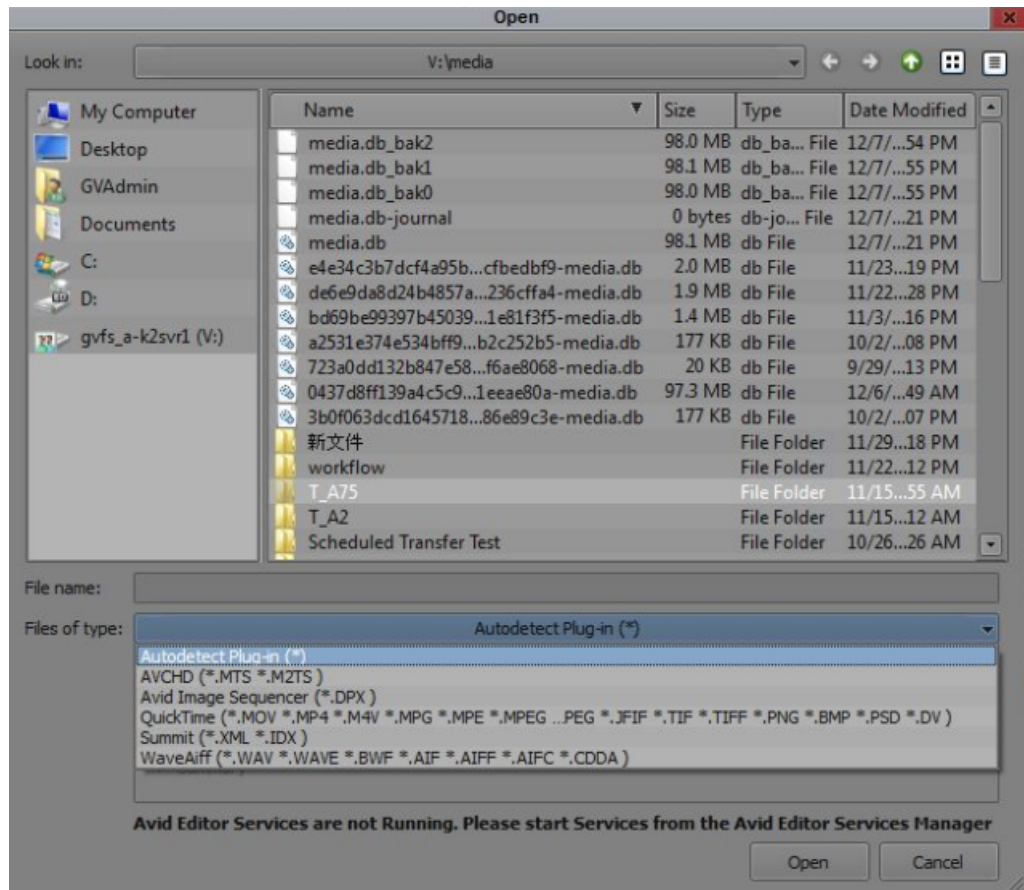 Open
Look in: V:\media
My Computer
Desktop
GVAdmin
Documents
C:
D:
gvfs_a-k2svr1 (V:)
Name Size Type Date Modified
media.db_bak2 98.0 MB db_ba... File 12/7/...54 PM
media.db_bak1 98.1 MB db_ba... File 12/7/...55 PM
media.db_bak0 98.0 MB db_ba... File 12/7/...55 PM
media.db-journal 0 bytes db-jo... File 12/7/...21 PM
media.db 98.1 MB db File 12/7/...21 PM
e4e34c3b7dcf4a95b...cfbedbf9-media.db 2.0 MB db File 11/23...19 PM
de6e9da8d24b4857a...236cffa4-media.db 1.9 MB db File 11/22...28 PM
bd69be99397b45039...1e81f3f5-media.db 1.4 MB db File 11/3/...16 PM
a2531e374e534bff9...b2c252b5-media.db 177 KB db File 10/2/...08 PM
723a0dd132b847e58...f6ae8068-media.db 20 KB db File 9/29/...13 PM
0437d8ff139a4c5c9...1eeae80a-media.db 97.3 MB db File 12/6/...49 AM
3b0f063dcd1645718...86e89c3e-media.db 177 KB db File 10/2/...07 PM
新文件 File Folder 11/29...18 PM
workflow File Folder 11/22...12 PM
T_A75 File Folder 11/15...55 AM
T_A2 File Folder 11/15...12 AM
Scheduled Transfer Test File Folder 10/26...26 AM
File name:
Files of type: Autodetect Plug-in (*)
Autodetect Plug-in (*)
AVCHD (*.MTS *.M2TS )
Avid Image Sequencer (*.DPX )
QuickTime (*.MOV *.MP4 *.M4V *.MPG *.MPE *.MPEG ...PEG *.JFIF *.TIF *.TIFF *.PNG *.BMP *.PSD *.DV )
Summit (*.XML *.IDX )
WaveAiff (*.WAV *.WAVE *.BWF *.AIF *.AIFF *.AIFC *.CDDA )
Avid Editor Services are not Running. Please start Services from the Avid Editor Services Manager
Open Cancel